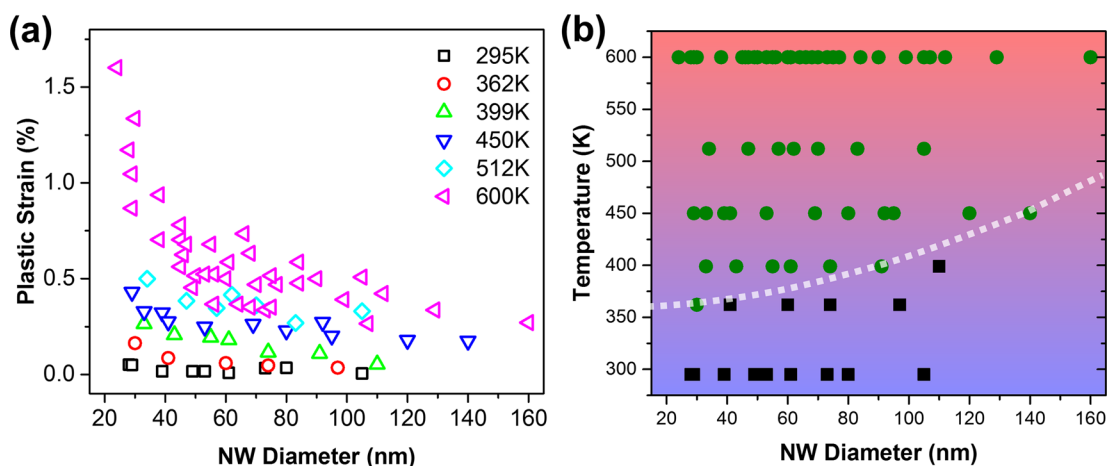 (a)
295K
362K
399K
450K
512K
600K
1.5
1.0
0.5
0.0
Plastic Strain (%)
20 40 60 80 100 120 140 160
NW Diameter (nm)
(b)
600
550
500
450
400
350
300
Temperature (K)
20 40 60 80 100 120 140 160
NW Diameter (nm)